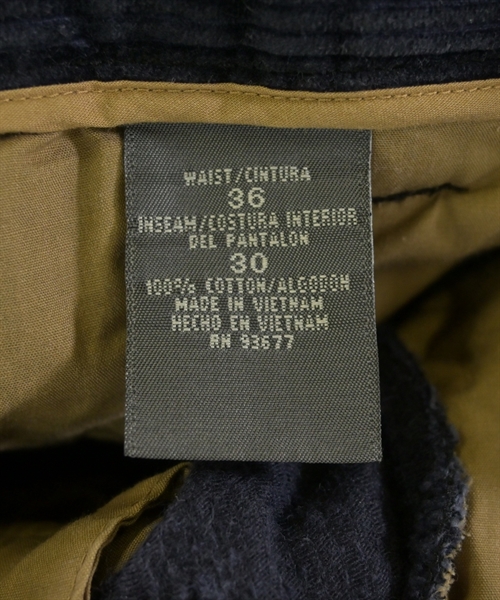 WAIST/CINTURA
36
INSEAM/COSTURA INTERIOR
DEL PANTALON
30
100% COTTON/ALGODON
MADE IN VIETNAM
HECHO EN VIETNAM
RN 93677